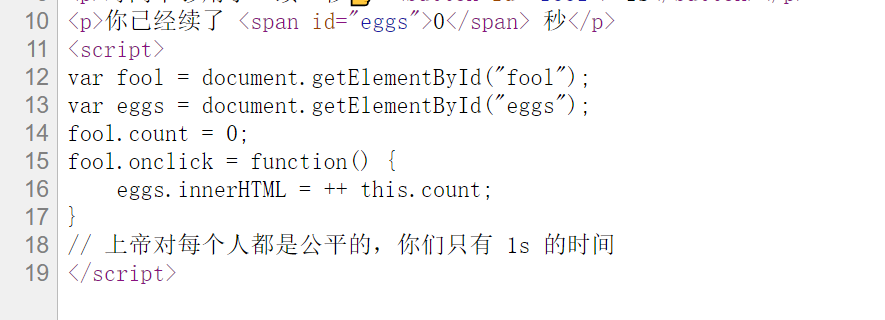 10 <p>你已经续了 <span id="eggs">0</span> 秒</p>
11 <script>
12 var fool = document.getElementById("fool");
13 var eggs = document.getElementById("eggs");
14 fool.count = 0;
15 fool.onclick = function() {
16     eggs.innerHTML = ++ this.count;
17 }
18 // 上帝对每个人都是公平的，你们只有 1s 的时间
19 </script>